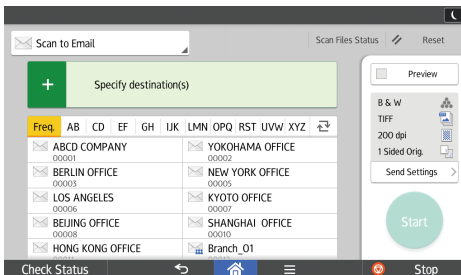 Scan to Email
Scan Files Status
Reset
Specify destination(s)
Preview
Freq. AB CD EF GH IJK LMN OPQ RST UVW XYZ
ABCD COMPANY
00001
YOKOHAMA OFFICE
00002
BERLIN OFFICE
00003
NEW YORK OFFICE
00005
LOS ANGELES
00006
KYOTO OFFICE
00007
BEIJING OFFICE
00008
SHANGHAI OFFICE
00010
HONG KONG OFFICE
Branch_01
B & W
TIFF
200 dpi
1 Sided Orig.
Send Settings
Start
Check Status
Stop